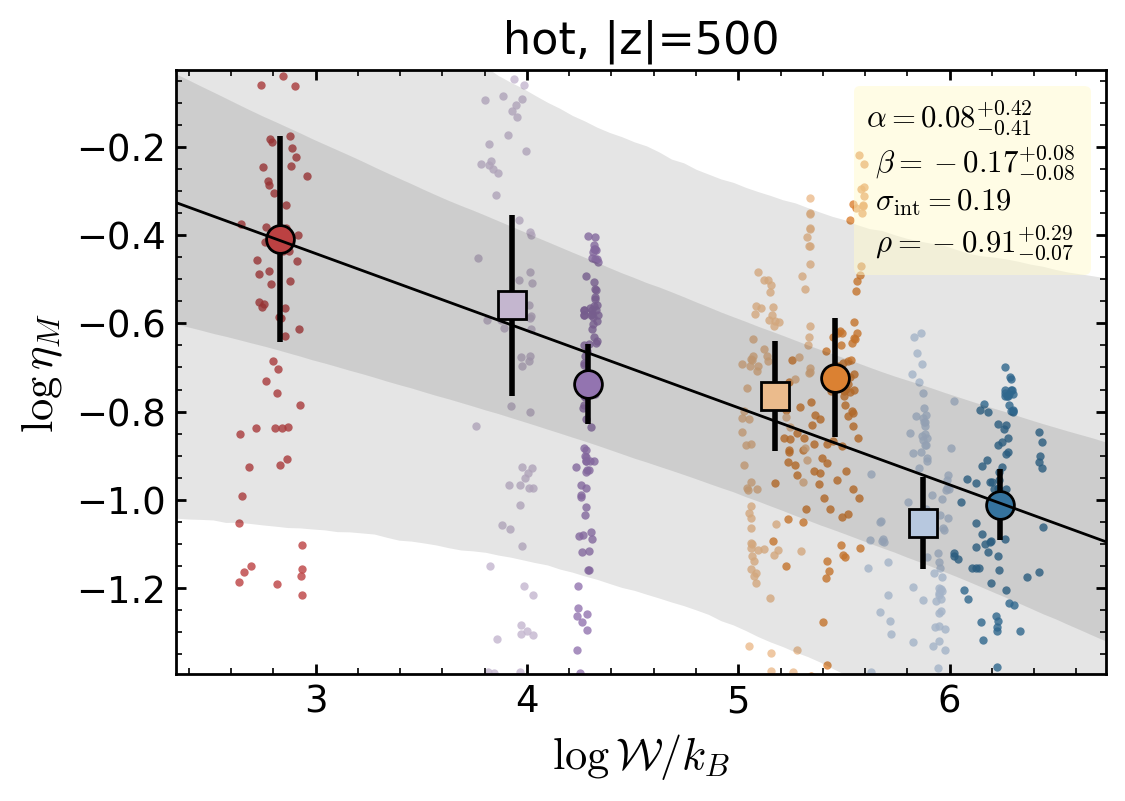 hot, |z|=500
α = 0.08^{+0.42}_{-0.41}
β = −0.17^{+0.08}_{-0.08}
σ_{int} = 0.19
ρ = −0.91^{+0.29}_{-0.07}
log η_M
−0.2
−0.4
−0.6
−0.8
−1.0
−1.2
3 4 5 6
log 𝒲/k_B